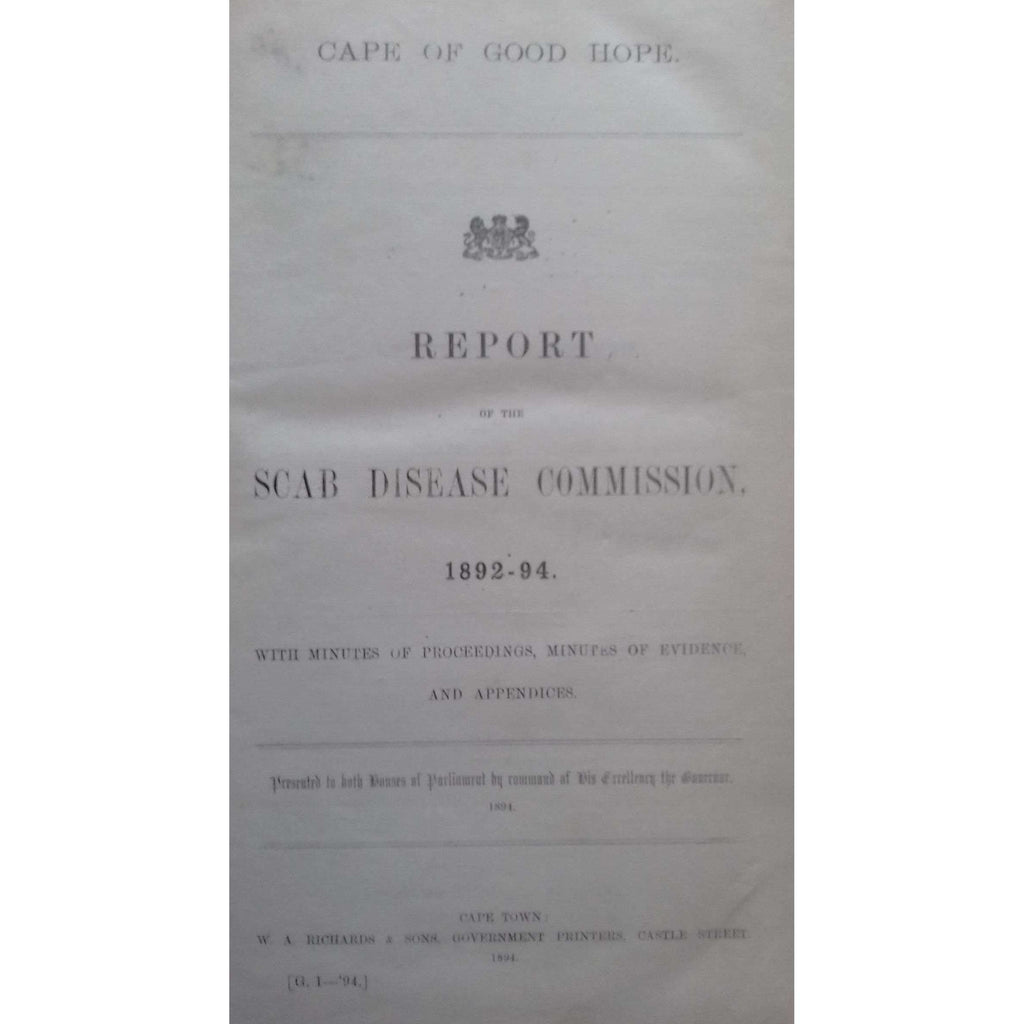 CAPE OF GOOD HOPE.
REPORT
OF THE
SCAB DISEASE COMMISSION,
1892-94.
WITH MINUTES OF PROCEEDINGS, MINUTES OF EVIDENCE,
AND APPENDICES.
Presented to both Houses of Parliament by command of His Excellency the Governor.
1894.
CAPE TOWN:
W. A. RICHARDS & SONS, GOVERNMENT PRINTERS, CASTLE STREET
1894.
[G. 1—'94.]